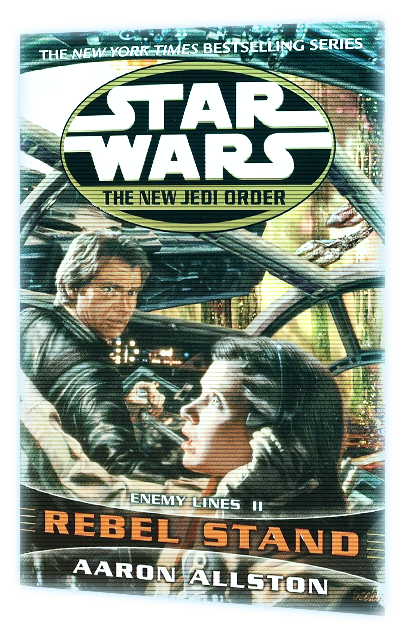 THE NEW YORK TIMES BESTSELLING SERIES
STAR
WARS
THE NEW JEDI ORDER
ENEMY LINES II
REBEL STAND
AARON ALLSTON